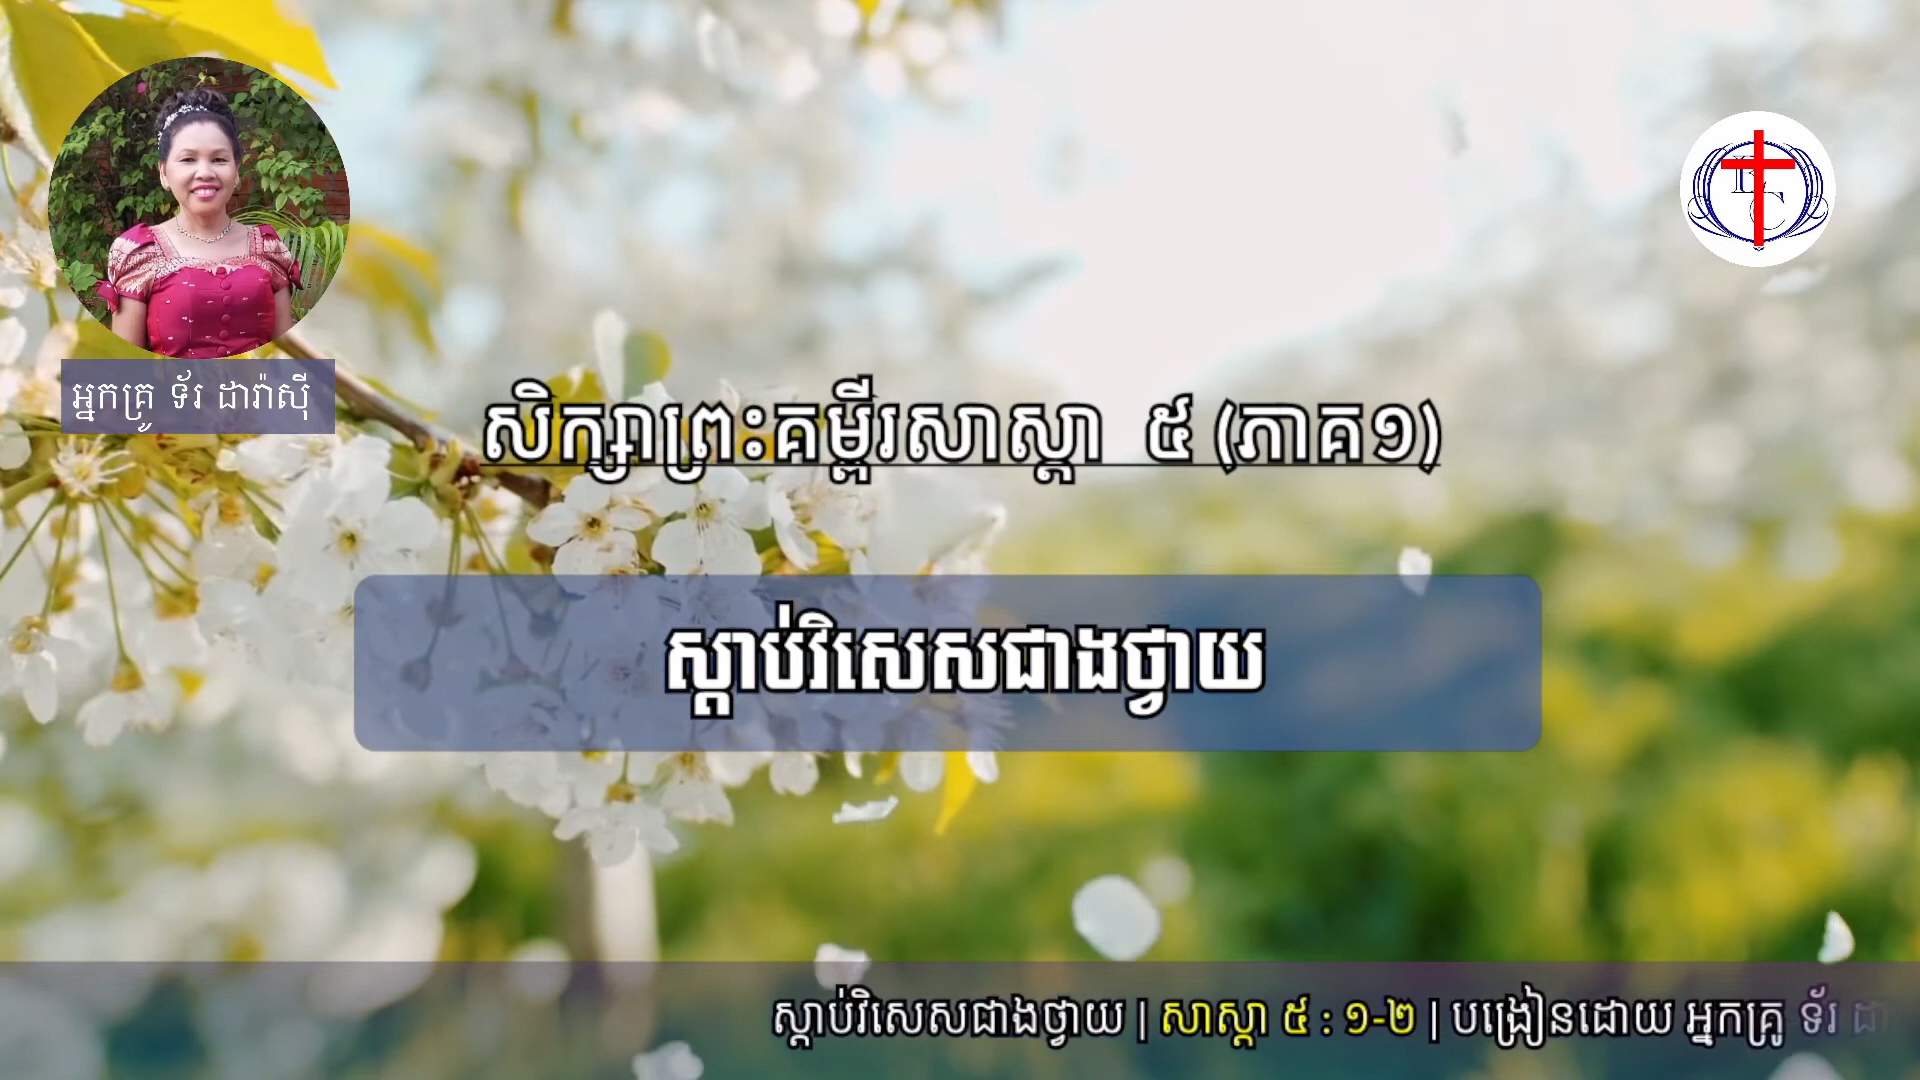 អ្នកគ្រូ ទ័រ ដារ៉ាស៊ី
សិក្សាព្រះគម្ពីរសាស្តា ៥ (ភាគ១)
ស្តាប់វិសេសជាងថ្វាយ
ស្តាប់វិសេសជាងថ្វាយ | សាស្តា ៥ : ១-២ | បង្រៀនដោយ អ្នកគ្រូ ទ័រ ដា